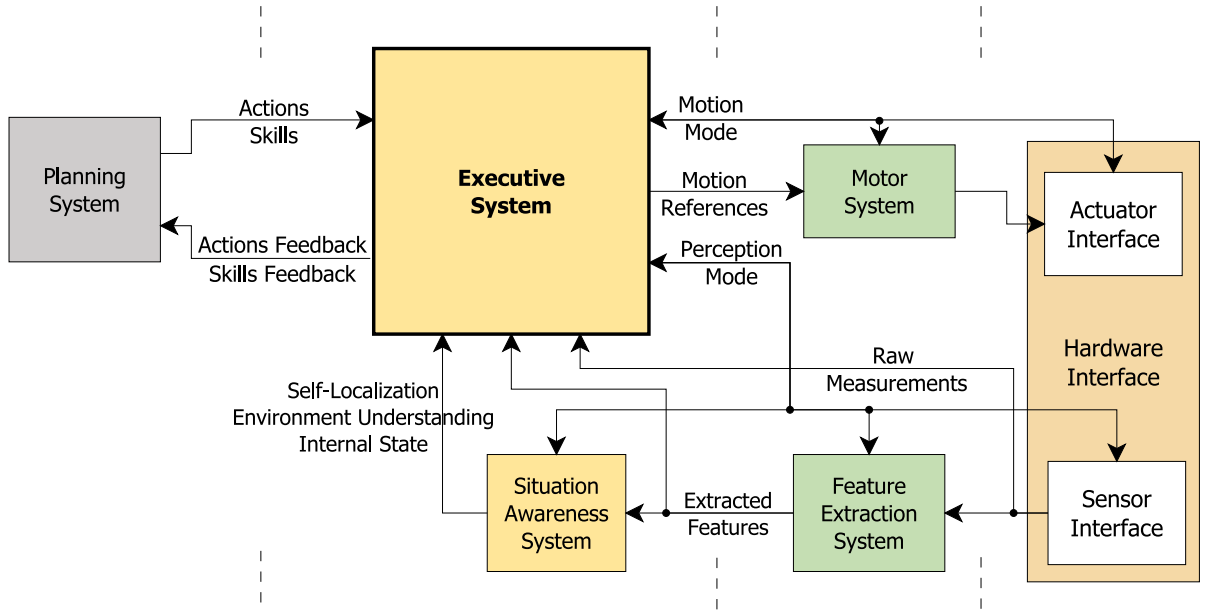 Actions
Skills
Planning
System
Actions Feedback
Skills Feedback
Executive
System
Motion
Mode
Motion
References
Motor
System
Perception
Mode
Actuator
Interface
Hardware
Interface
Raw
Measurements
Self-Localization
Environment Understanding
Internal State
Situation
Awareness
System
Extracted
Features
Feature
Extraction
System
Sensor
Interface